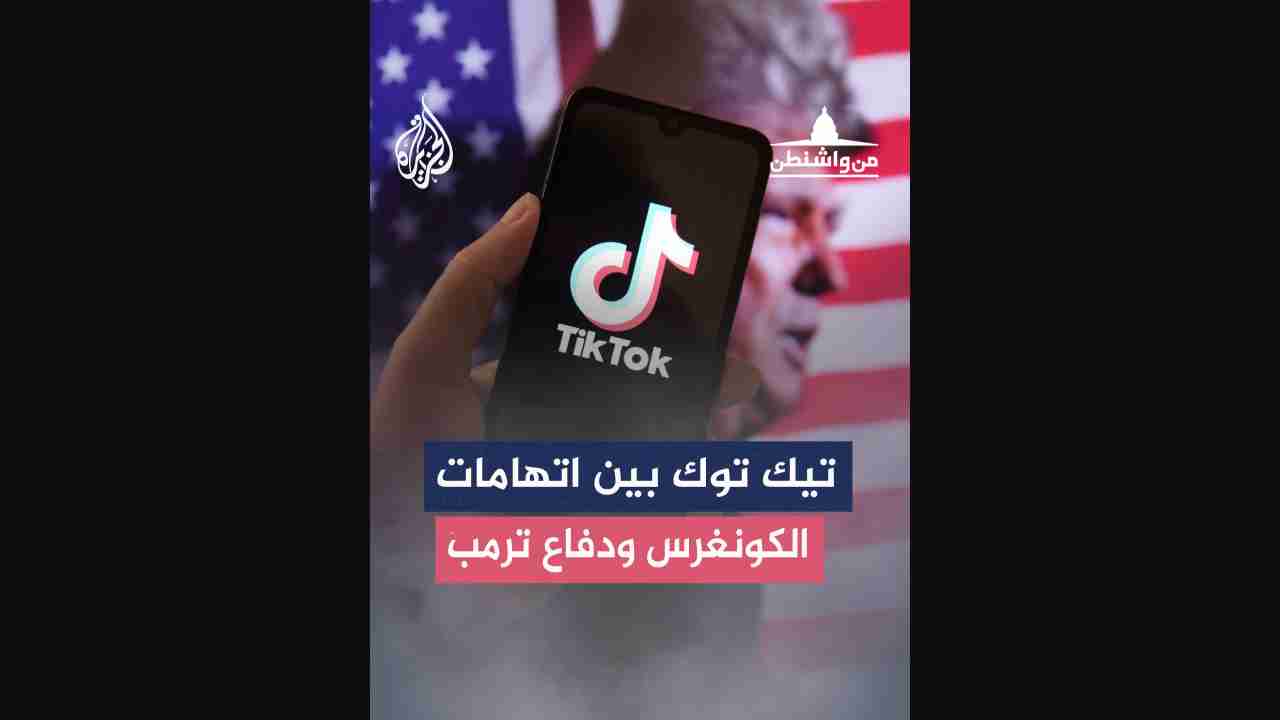 الجزيرة
من واشنطن
TikTok
تيك توك بين اتهامات
الكونغرس ودفاع ترمب